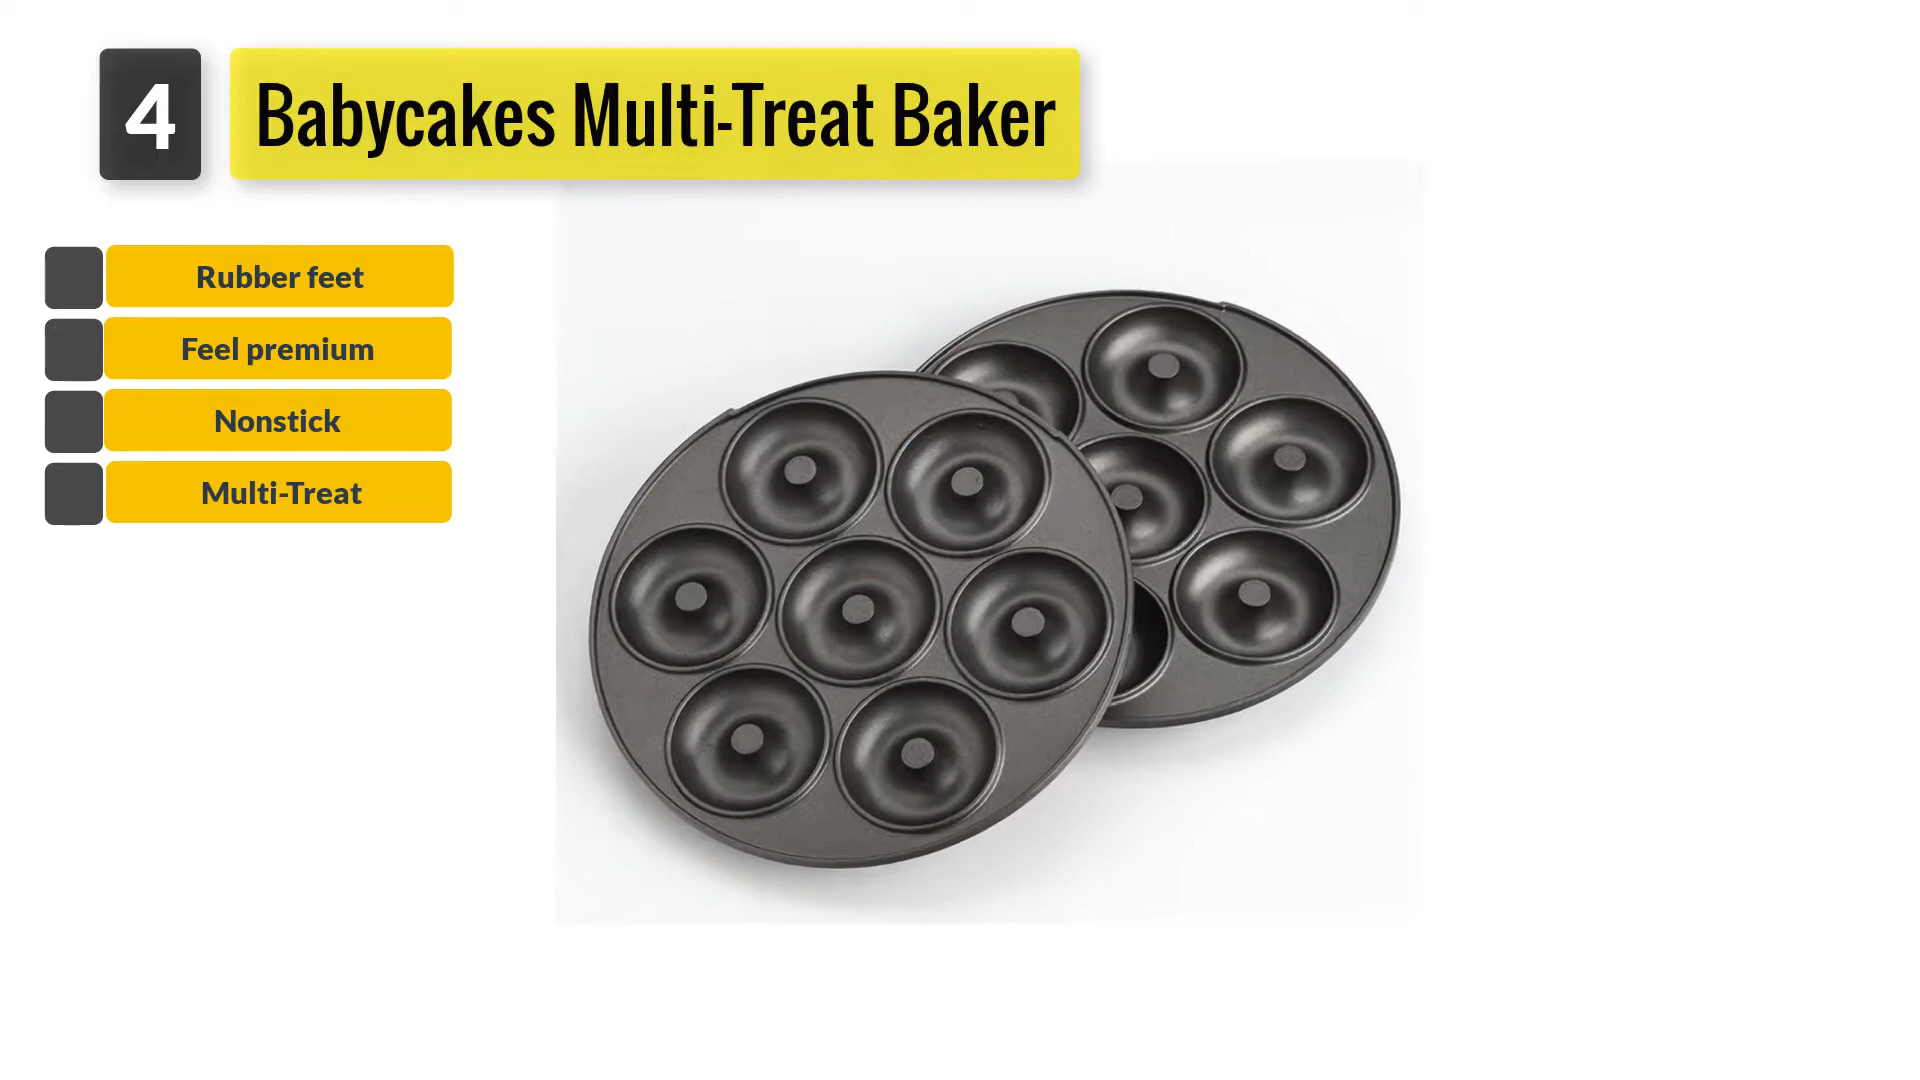 4
Babycakes Multi-Treat Baker
Rubber feet
Feel premium
Nonstick
Multi-Treat